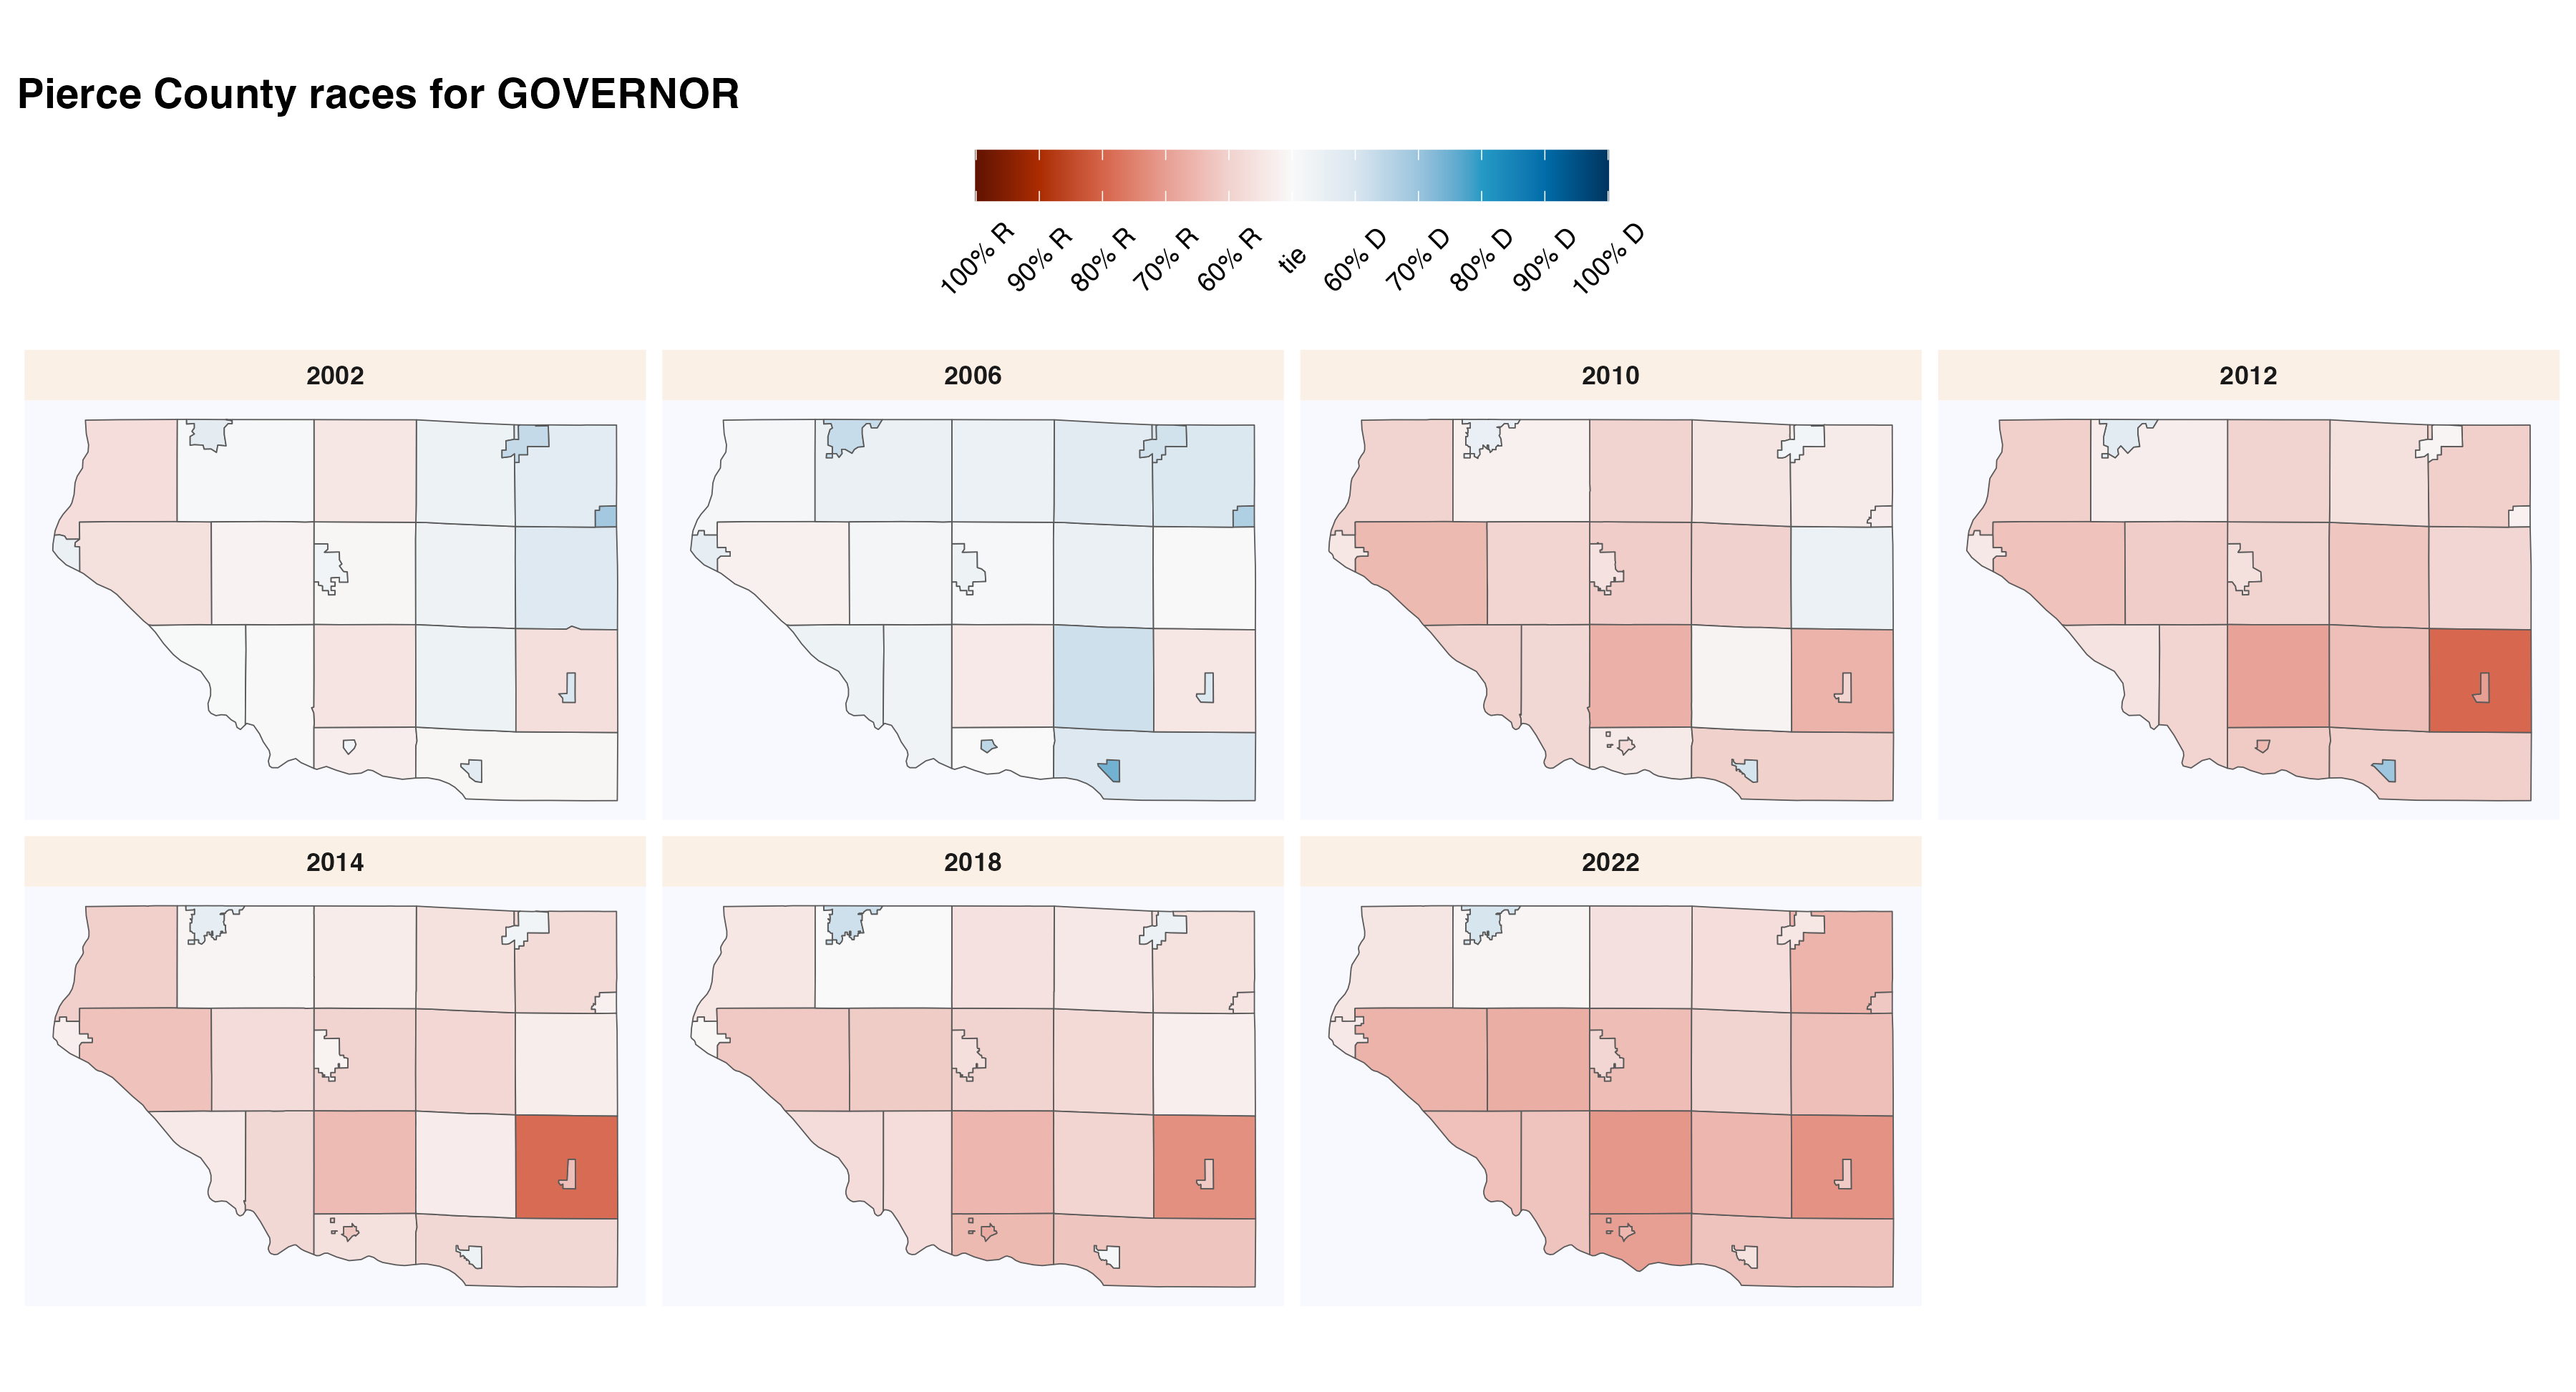 Pierce County races for GOVERNOR
100% R
90% R
80% R
70% R
60% R
tie
60% D
70% D
80% D
90% D
100% D
2002
2006
2010
2012
2014
2018
2022